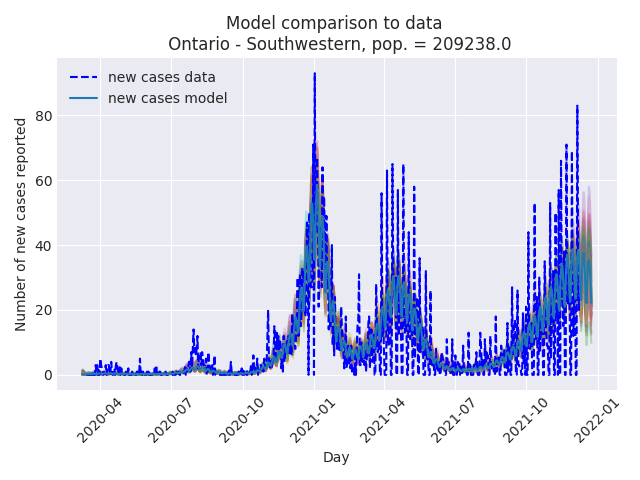 Model comparison to data
Ontario - Southwestern, pop. = 209238.0
new cases data
new cases model
Number of new cases reported
80
60
40
20
0
2020-04
2020-07
2020-10
2021-01
2021-04
2021-07
2021-10
2022-01
Day